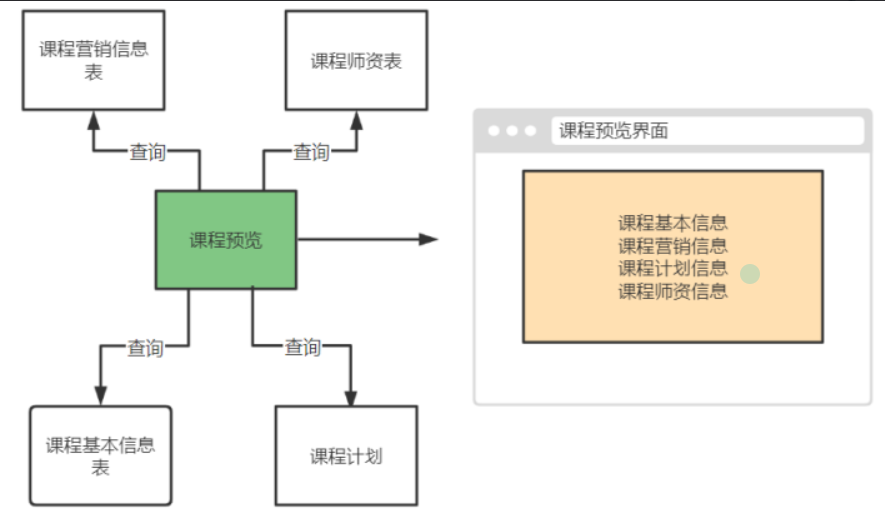 课程营销信息
表
课程师资表
查询
查询
课程预览
查询
查询
课程基本信息
表
课程计划
课程预览界面
课程基本信息
课程营销信息
课程计划信息
课程师资信息